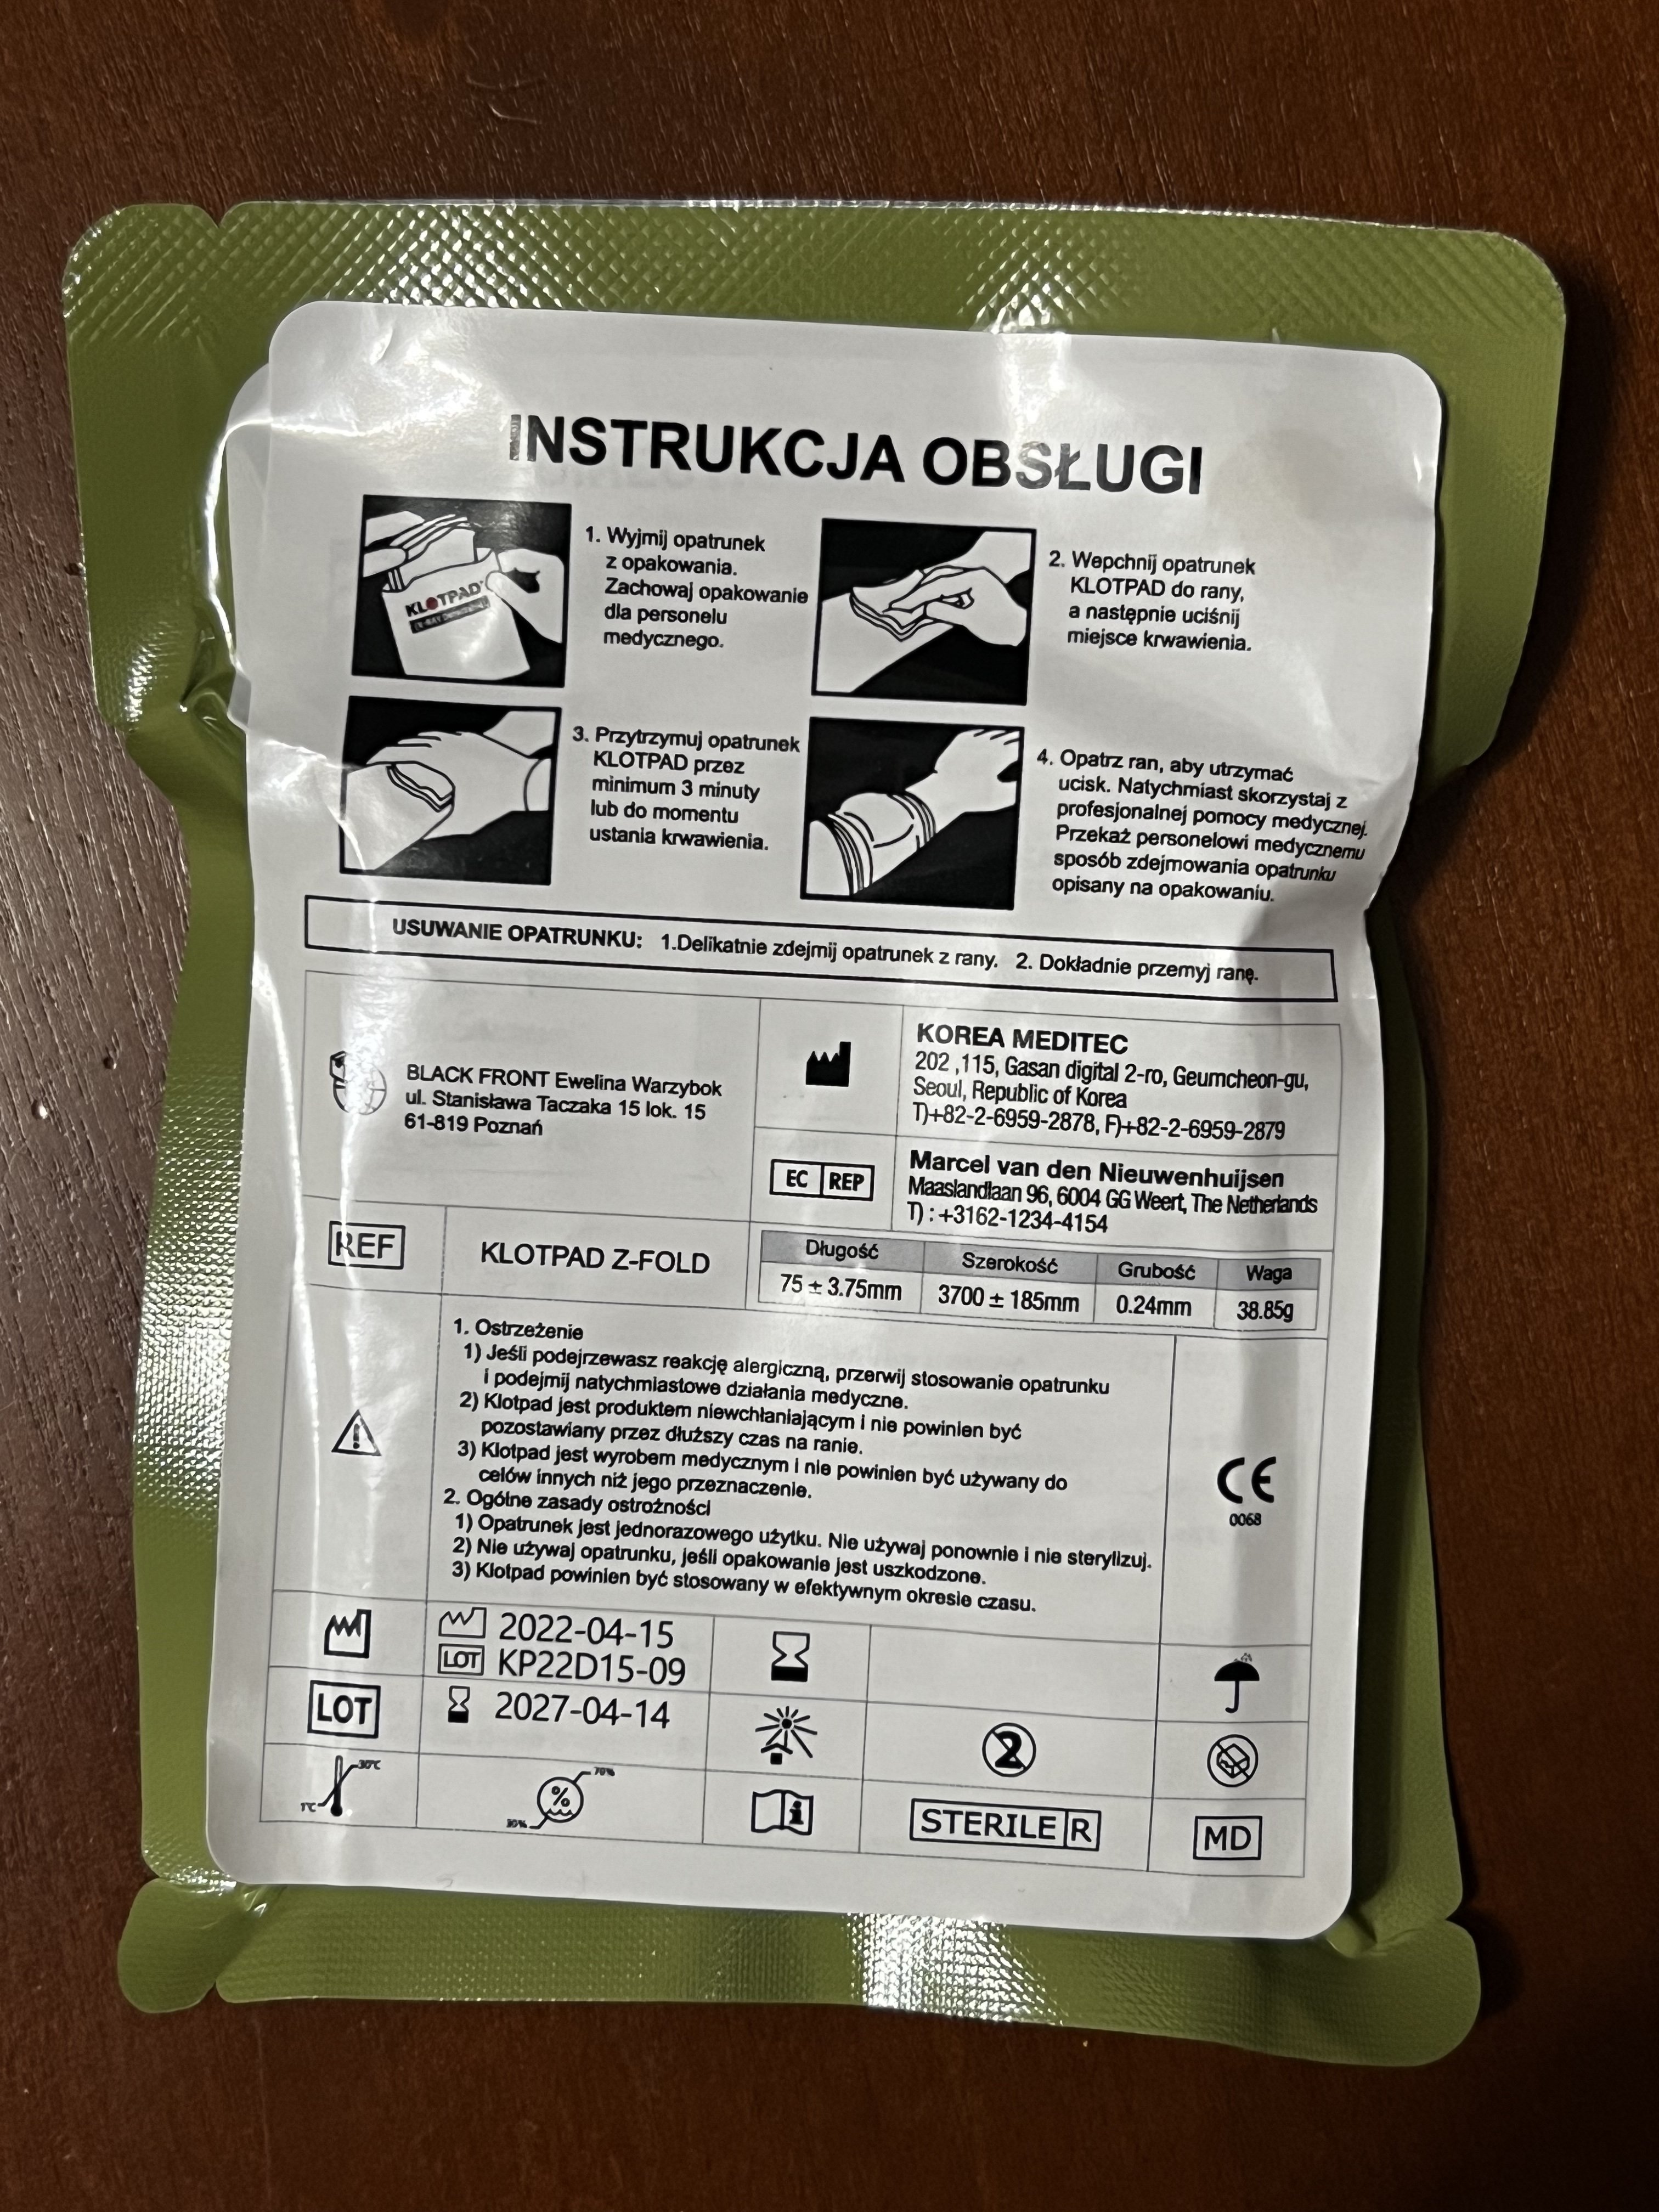 INSTRUKCJA OBSŁUGI
KLOTPAD
1. Wyjmij opatrunek
z opakowania.
Zachowaj opakowanie
dla personelu
medycznego.
2. Wepchnij opatrunek
KLOTPAD do rany,
a następnie uciśnij
miejsce krwawienia.
3. Przytrzymuj opatrunek
KLOTPAD przez
minimum 3 minuty
lub do momentu
ustania krwawienia.
4. Opatrz ran, aby utrzymać
ucisk. Natychmiast skorzystaj z
profesjonalnej pomocy medycznej.
Przekaż personelowi medycznemu
sposób zdejmowania opatrunku
opisany na opakowaniu.
USUWANIE OPATRUNKU: 1.Delikatnie zdejmij opatrunek z rany. 2. Dokładnie przemyj ranę.
BLACK FRONT Ewelina Warzybok
ul. Stanisława Taczaka 15 lok. 15
61-819 Poznań
KOREA MEDITEC
202 ,115, Gasan digital 2-ro, Geumcheon-gu,
Seoul, Republic of Korea
T)+82-2-6959-2878, F)+82-2-6959-2879
EC REP
Marcel van den Nieuwenhuijsen
Maaslandlaan 96, 6004 GG Weert, The Netherlands
T) : +3162-1234-4154
REF
KLOTPAD Z-FOLD
Długość Szerokość Grubość Waga
75 ± 3.75mm 3700 ± 185mm 0.24mm 38.85g
1. Ostrzeżenie
1) Jeśli podejrzewasz reakcję alergiczną, przerwij stosowanie opatrunku
i podejmij natychmiastowe działania medyczne.
2) Klotpad jest produktem niewchłaniającym i nie powinien być
pozostawiany przez dłuższy czas na ranie.
3) Klotpad jest wyrobem medycznym i nie powinien być używany do
celów innych niż jego przeznaczenie.
2. Ogólne zasady ostrożności
1) Opatrunek jest jednorazowego użytku. Nie używaj ponownie i nie sterylizuj.
2) Nie używaj opatrunku, jeśli opakowanie jest uszkodzone.
3) Klotpad powinien być stosowany w efektywnym okresie czasu.
CE
0068
2022-04-15
LOT KP22D15-09
LOT
2027-04-14
2
1°C 30°C
30% % 70%
i
STERILE R
MD